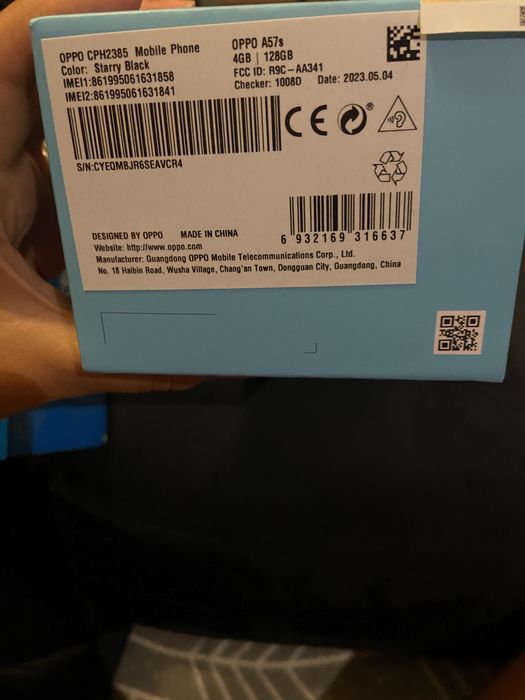 OPPO CPH2385 Mobile Phone
Color: Starry Black
IMEI1:861995061631858
IMEI2:861995061631841
OPPO A57s
4GB | 128GB
FCC ID: R9C-AA341
Checker: 1008D Date: 2023.05.04
CE
S/N:CYEQMBJR6SEAVCR4
6 932169 316637
DESIGNED BY OPPO MADE IN CHINA
Website: http://www.oppo.com
Manufacturer: Guangdong OPPO Mobile Telecommunications Corp., Ltd.
No. 18 Haibin Road, Wusha Village, Chang'an Town, Dongguan City, Guangdong, China